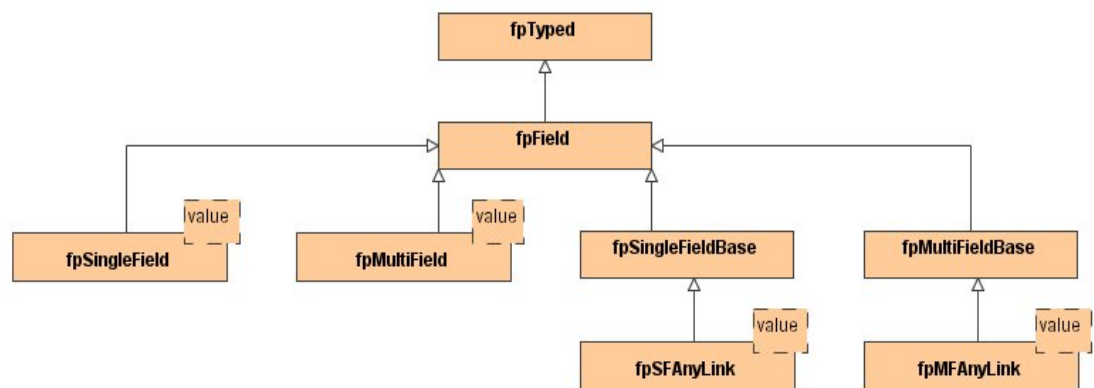 fpTyped
fpField
value
value
fpSingleField
fpMultiField
fpSingleFieldBase
fpMultiFieldBase
value
value
fpSFAnyLink
fpMFAnyLink